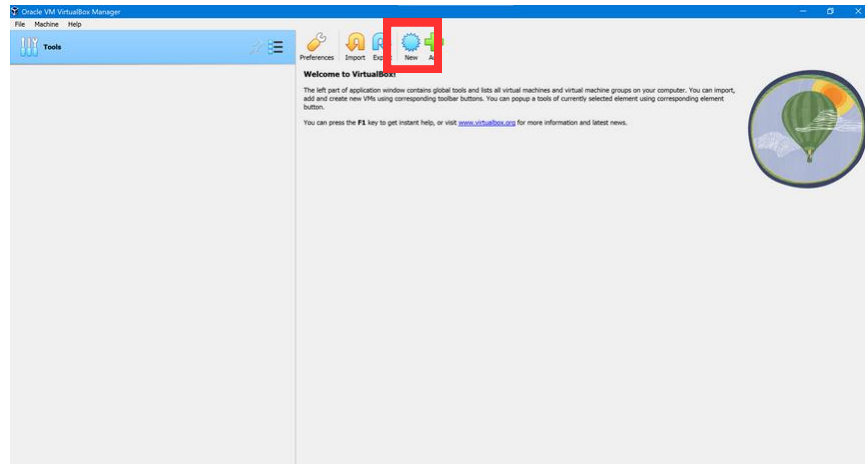 Oracle VM VirtualBox Manager
File Machine Help
Tools
Preferences Import New
Welcome to VirtualBox!
The left part of application window contains global tools and lists all virtual machines and virtual machine groups on your computer. You can import,
add and create new VMs using corresponding toolbar buttons. You can popup a tools of currently selected element using corresponding element
button.
You can press the F1 key to get instant help, or visit www.virtualbox.org for more information and latest news.